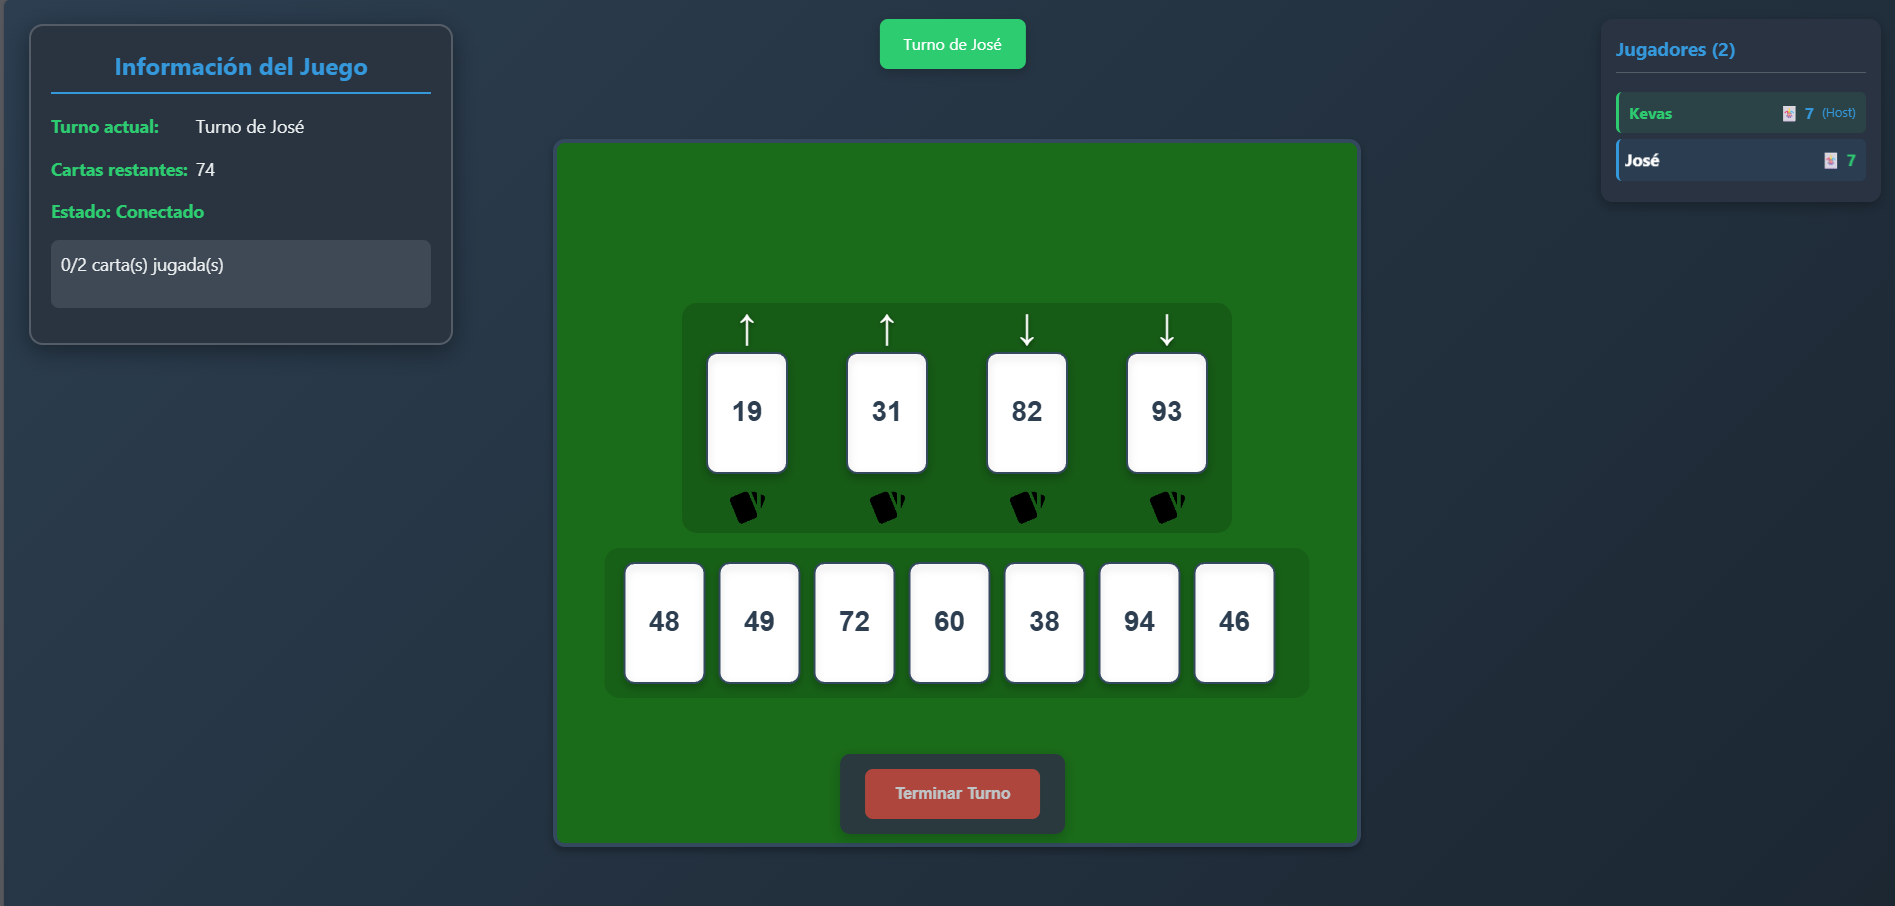 Información del Juego
Turno actual: Turno de José
Cartas restantes: 74
Estado: Conectado
0/2 carta(s) jugada(s)
Turno de José
Jugadores (2)
Kevas 7 (Host)
José 7
↑ ↑ ↓ ↓
19 31 82 93
48 49 72 60 38 94 46
Terminar Turno